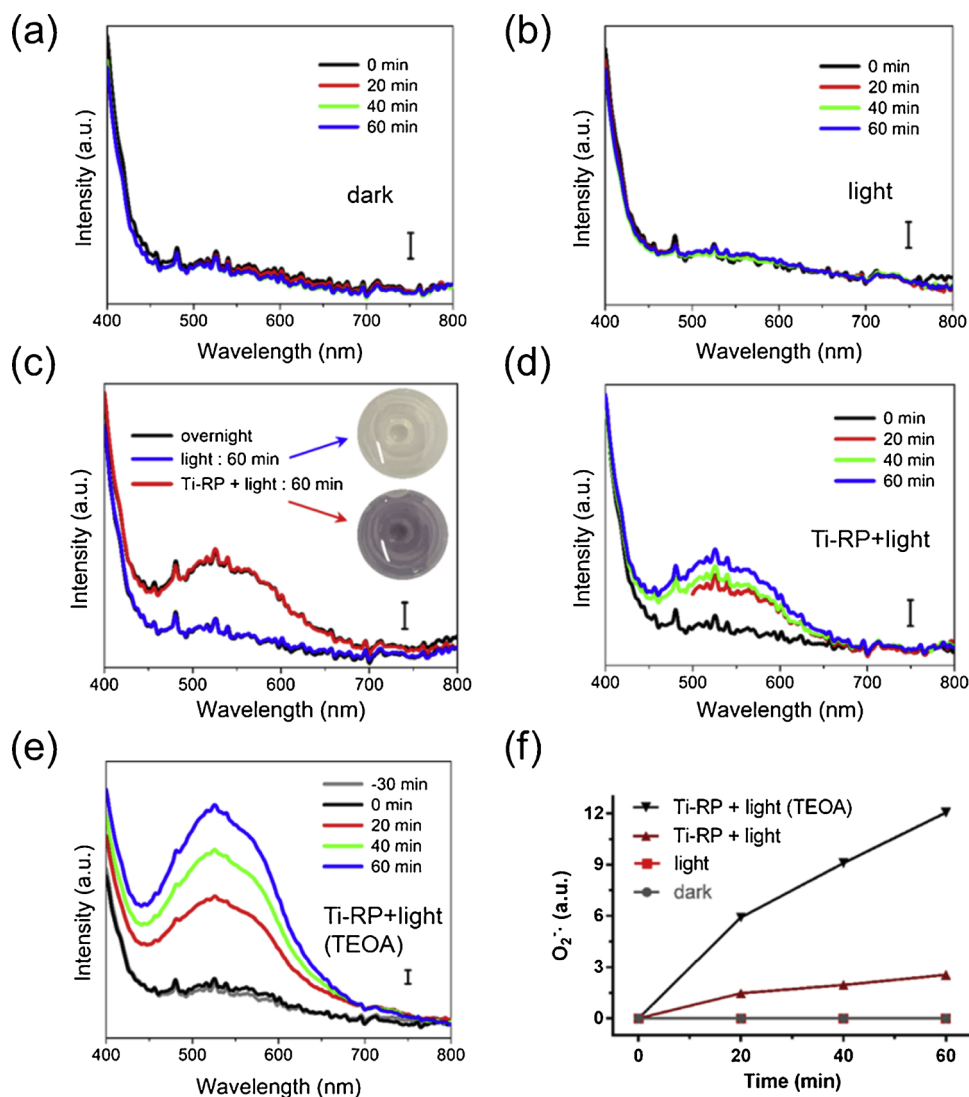 (a)
0 min
20 min
40 min
60 min
dark
Intensity (a.u.)
400 500 600 700 800
Wavelength (nm)
(b)
0 min
20 min
40 min
60 min
light
Intensity (a.u.)
400 500 600 700 800
Wavelength (nm)
(c)
overnight
light : 60 min
Ti-RP + light : 60 min
Intensity (a.u.)
400 500 600 700 800
Wavelength (nm)
(d)
0 min
20 min
40 min
60 min
Ti-RP+light
Intensity (a.u.)
400 500 600 700 800
Wavelength (nm)
(e)
-30 min
0 min
20 min
40 min
60 min
Ti-RP+light
(TEOA)
Intensity (a.u.)
400 500 600 700 800
Wavelength (nm)
(f)
Ti-RP + light (TEOA)
Ti-RP + light
light
dark
O₂⁻· (a.u.)
12
9
6
3
0
0 20 40 60
Time (min)